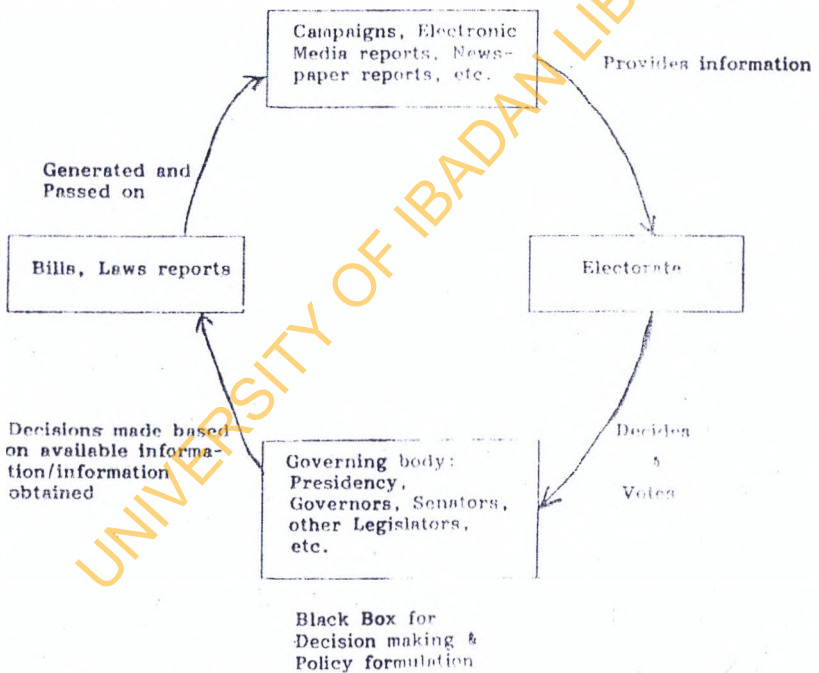 Campaigns, Electronic
Media reports, News-
paper reports, etc.
Provides information
Generated and
Passed on
Bills, Laws reports
Electorate
Decisions made based
on available informa-
tion/information
obtained
Governing body:
Presidency,
Governors, Senators,
other Legislators,
etc.
Decides
&
Votes
Black Box for
Decision making &
Policy formulation
UNIVERSITY OF IBADAN LIB